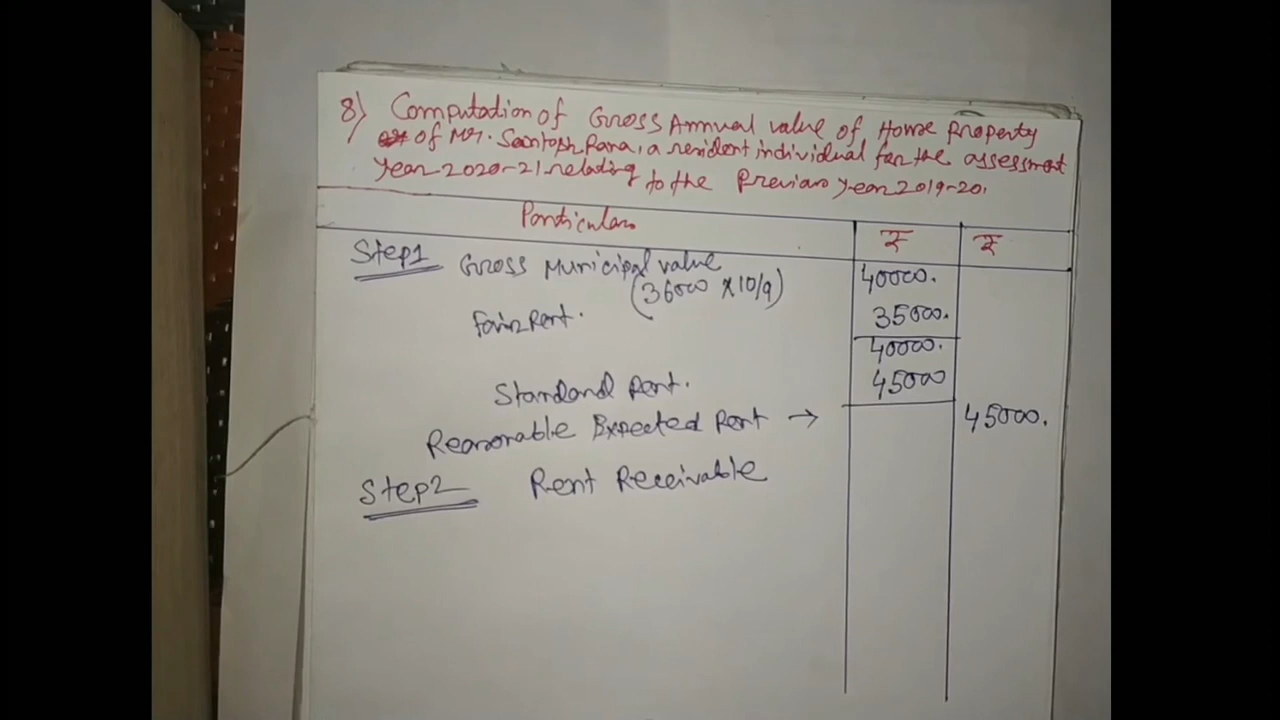 8) Computation of Gross Annual value of House Property
of Mr. Santosh Rana, a resident individual for the assessment
year 2020-21 relating to the Previous year 2019-20.
Particulars ₹ ₹
Step1 Gross Municipal value 40000.
(36000 x 10/9)
Fair Rent. 35000.
40000.
Standard Rent. 45000
Reasonable Expected Rent → 45000.
Step2 Rent Receivable